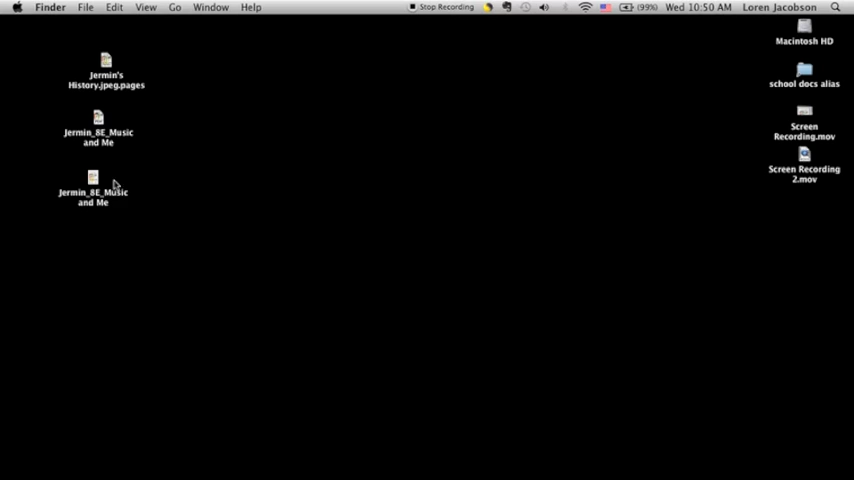 Finder File Edit View Go Window Help Stop Recording (99%) Wed 10:50 AM Loren Jacobson
Macintosh HD
Jermin's
History.jpeg.pages
school docs alias
Jermin_8E_Music
and Me
Screen
Recording.mov
Screen Recording
2.mov
Jermin_8E_Music
and Me